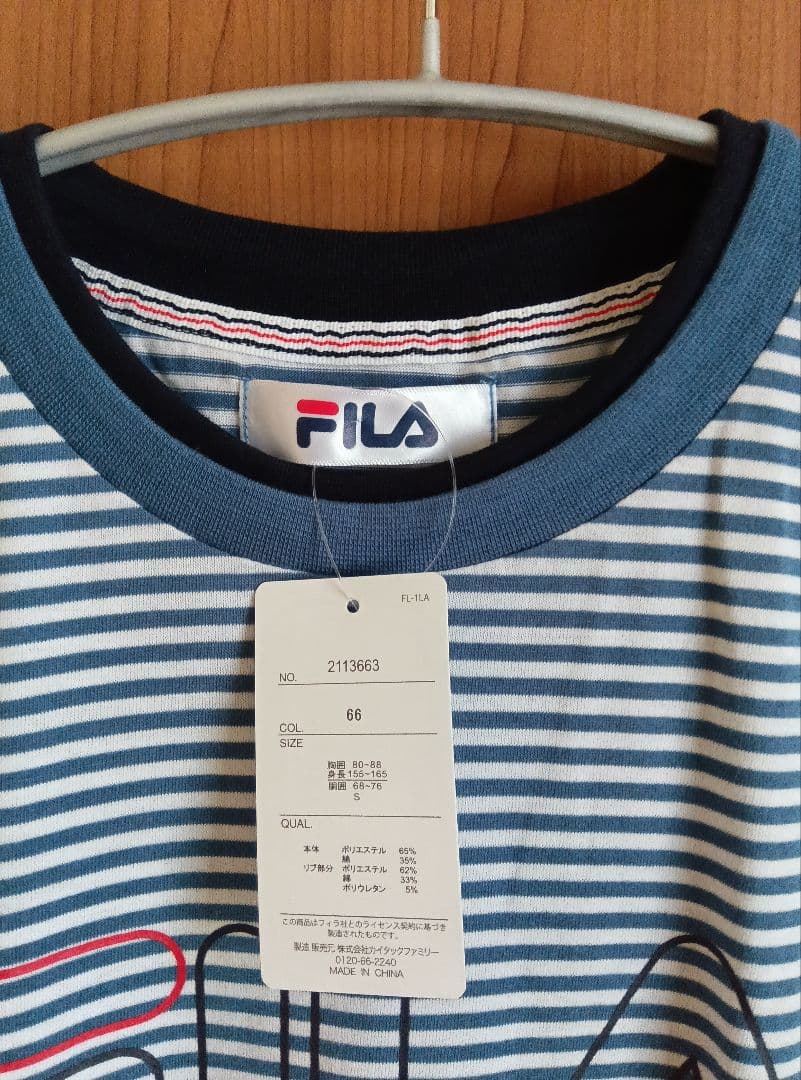 FILA
FL-1LA
NO. 2113663
COL. 66
SIZE
胸囲 80~88
身長 155~165
胴囲 68~76
S
QUAL.
本体 ポリエステル 65%
綿 35%
リブ部分 ポリエステル 62%
綿 33%
ポリウレタン 5%
この商品はフィラ社とのライセンス契約に基づき
製造されたものです。
製造 販売元 株式会社カイタックファミリー
0120-66-2240
MADE IN CHINA